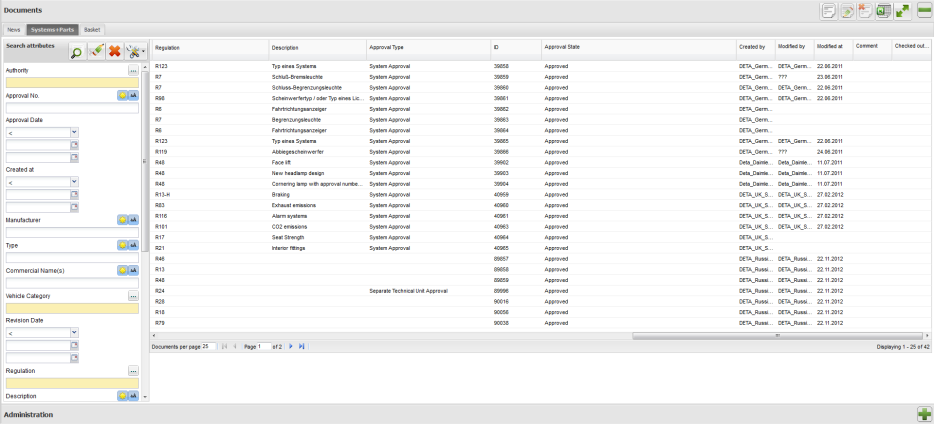 Documents
News Systems+Parts Basket
Search attributes
Authority ...
Approval No. aA
Approval Date
<
Created at
<
Manufacturer aA
Type aA
Commercial Name(s) aA
Vehicle Category ...
Revision Date
<
Regulation ...
Description aA
Regulation Description Approval Type ID Approval State Created by Modified by Modified at Comment Checked out...
R123 Typ eines Systems System Approval 39858 Approved DETA_Germ... DETA_Germ... 22.06.2011
R7 Schluß-Bremsleuchte System Approval 39859 Approved DETA_Germ... ??? 23.06.2011
R7 Schluss-Begrenzungsleuchte System Approval 39860 Approved DETA_Germ... DETA_Germ... 22.06.2011
R98 Scheinwerfertyp / oder Typ eines Lic... System Approval 39861 Approved DETA_Germ... DETA_Germ... 22.06.2011
R6 Fahrtrichtungsanzeiger System Approval 39862 Approved DETA_Germ...
R7 Begrenzungsleuchte System Approval 39863 Approved DETA_Germ...
R6 Fahrtrichtungsanzeiger System Approval 39864 Approved DETA_Germ...
R123 Typ eines Systems System Approval 39865 Approved DETA_Germ... DETA_Germ... 22.06.2011
R119 Abbiegescheinwerfer System Approval 39866 Approved DETA_Germ... ??? 24.06.2011
R48 Face lift System Approval 39902 Approved Deta_Daimle... Deta_Daimle... 11.07.2011
R48 New headlamp design System Approval 39903 Approved Deta_Daimle... Deta_Daimle... 11.07.2011
R48 Cornering lamp with approval numbe... System Approval 39904 Approved Deta_Daimle... Deta_Daimle... 11.07.2011
R13-H Braking System Approval 40959 Approved DETA_UK_S... DETA_UK_S... 27.02.2012
R83 Exhaust emissions System Approval 40960 Approved DETA_UK_S... DETA_UK_S... 27.02.2012
R116 Alarm systems System Approval 40961 Approved DETA_UK_S... DETA_UK_S... 27.02.2012
R101 CO2 emissions System Approval 40963 Approved DETA_UK_S... DETA_UK_S... 27.02.2012
R17 Seat Strength System Approval 40964 Approved DETA_UK_S...
R21 Interior fittings System Approval 40965 Approved DETA_UK_S...
R46 89857 Approved DETA_Russi... DETA_Russi... 22.11.2012
R13 89858 Approved DETA_Russi... DETA_Russi... 22.11.2012
R48 89859 Approved DETA_Russi... DETA_Russi... 22.11.2012
R24 Separate Technical Unit Approval 89996 Approved DETA_Russi... DETA_Russi... 22.11.2012
R28 90016 Approved DETA_Russi... DETA_Russi... 22.11.2012
R18 90056 Approved DETA_Russi... DETA_Russi... 22.11.2012
R79 90038 Approved DETA_Russi... DETA_Russi... 22.11.2012
Documents per page 25 Page 1 of 2 Displaying 1 - 25 of 42
Administration